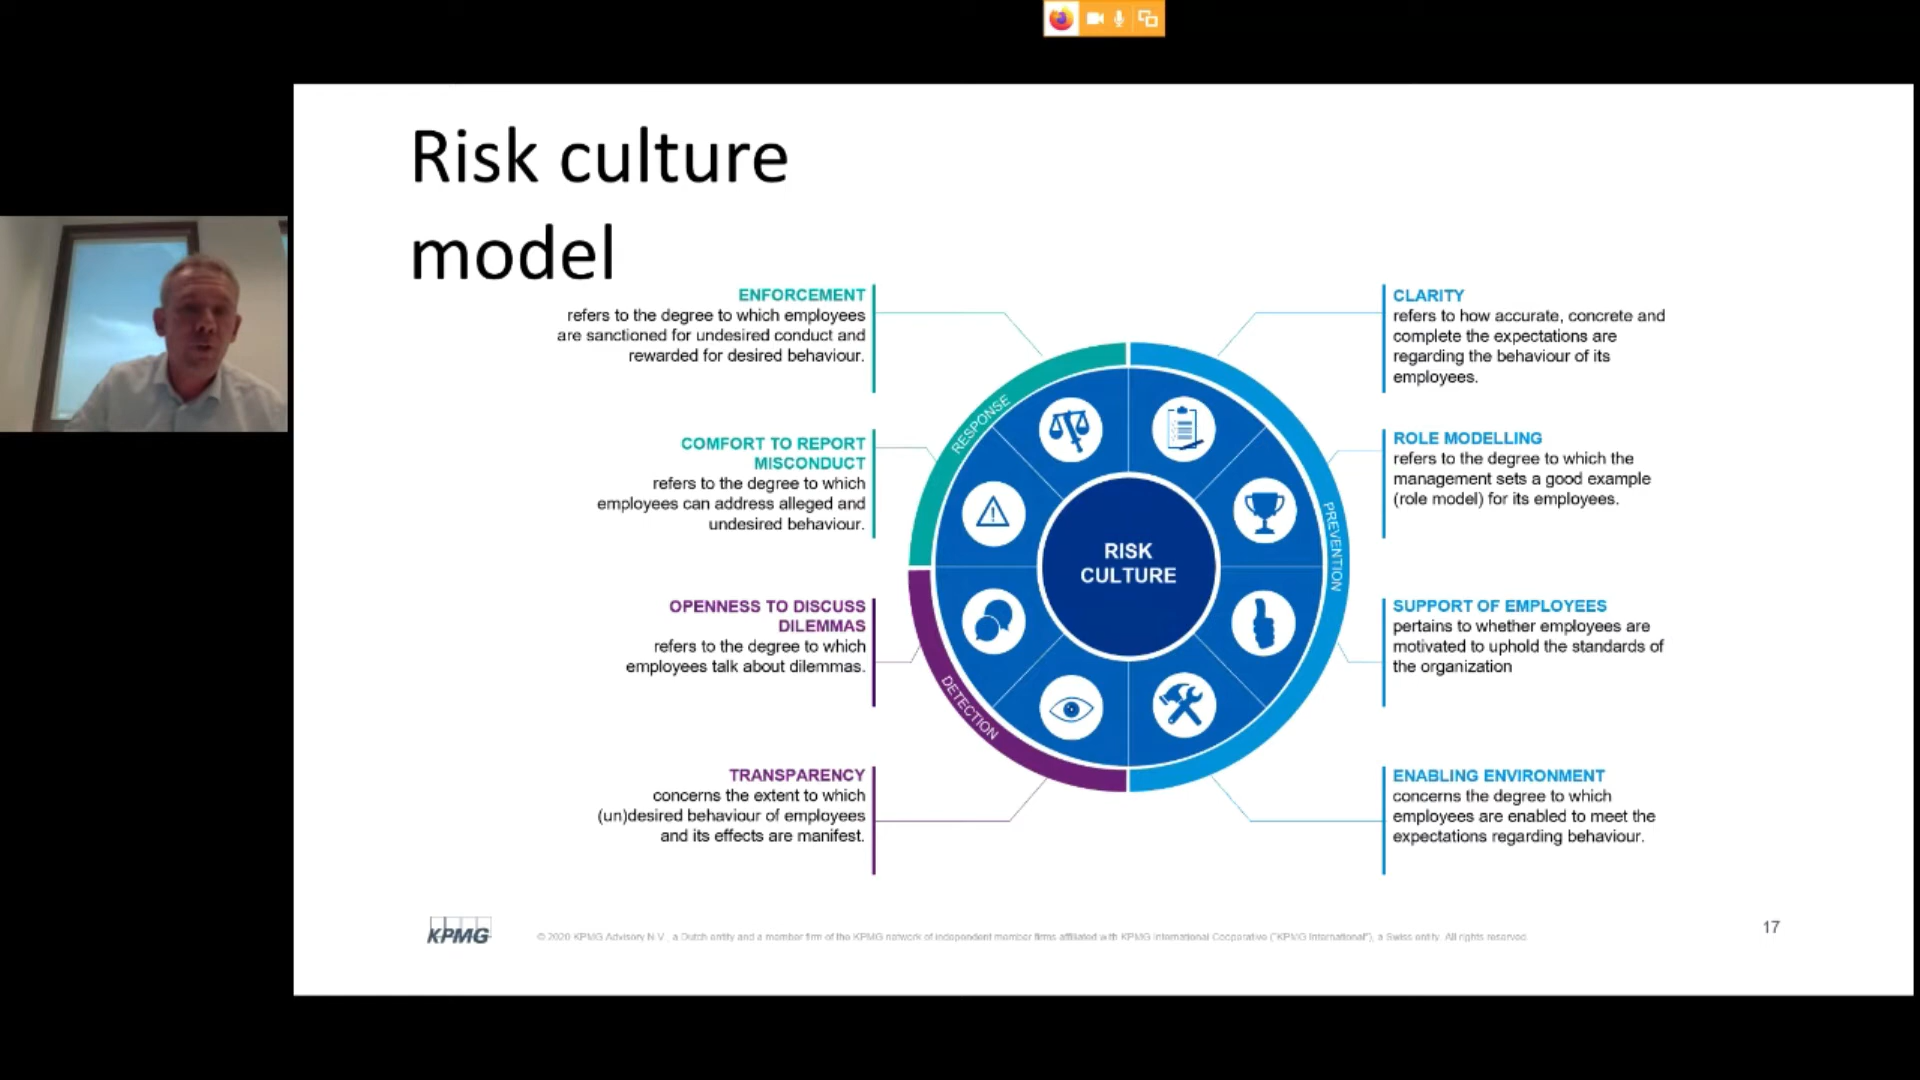 Risk culture
model
ENFORCEMENT
refers to the degree to which employees
are sanctioned for undesired conduct and
rewarded for desired behaviour.
COMFORT TO REPORT
MISCONDUCT
refers to the degree to which
employees can address alleged and
undesired behaviour.
OPENNESS TO DISCUSS
DILEMMAS
refers to the degree to which
employees talk about dilemmas.
TRANSPARENCY
concerns the extent to which
(un)desired behaviour of employees
and its effects are manifest.
RESPONSE
DETECTION
PREVENTION
RISK
CULTURE
CLARITY
refers to how accurate, concrete and
complete the expectations are
regarding the behaviour of its
employees.
ROLE MODELLING
refers to the degree to which the
management sets a good example
(role model) for its employees.
SUPPORT OF EMPLOYEES
pertains to whether employees are
motivated to uphold the standards of
the organization
ENABLING ENVIRONMENT
concerns the degree to which
employees are enabled to meet the
expectations regarding behaviour.
KPMG
© 2020 KPMG Advisory N.V., a Dutch entity and a member firm of the KPMG network of independent member firms affiliated with KPMG International Cooperative ("KPMG International"), a Swiss entity. All rights reserved.
17